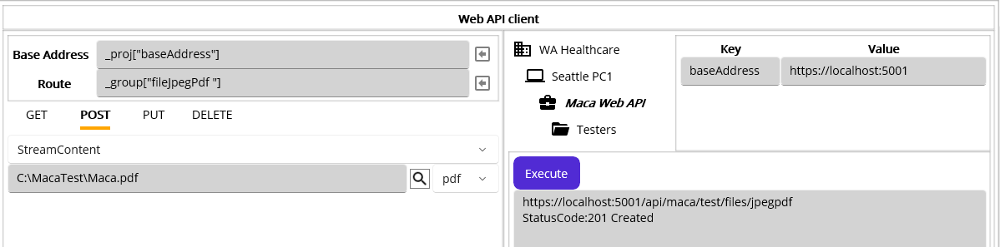 Web API client
Base Address
_proj["baseAddress"]
Route
_group["fileJpegPdf "]
GET POST PUT DELETE
StreamContent
C:\MacaTest\Maca.pdf
pdf
WA Healthcare
Seattle PC1
Maca Web API
Testers
Key Value
baseAddress https://localhost:5001
Execute
https://localhost:5001/api/maca/test/files/jpegpdf
StatusCode:201 Created